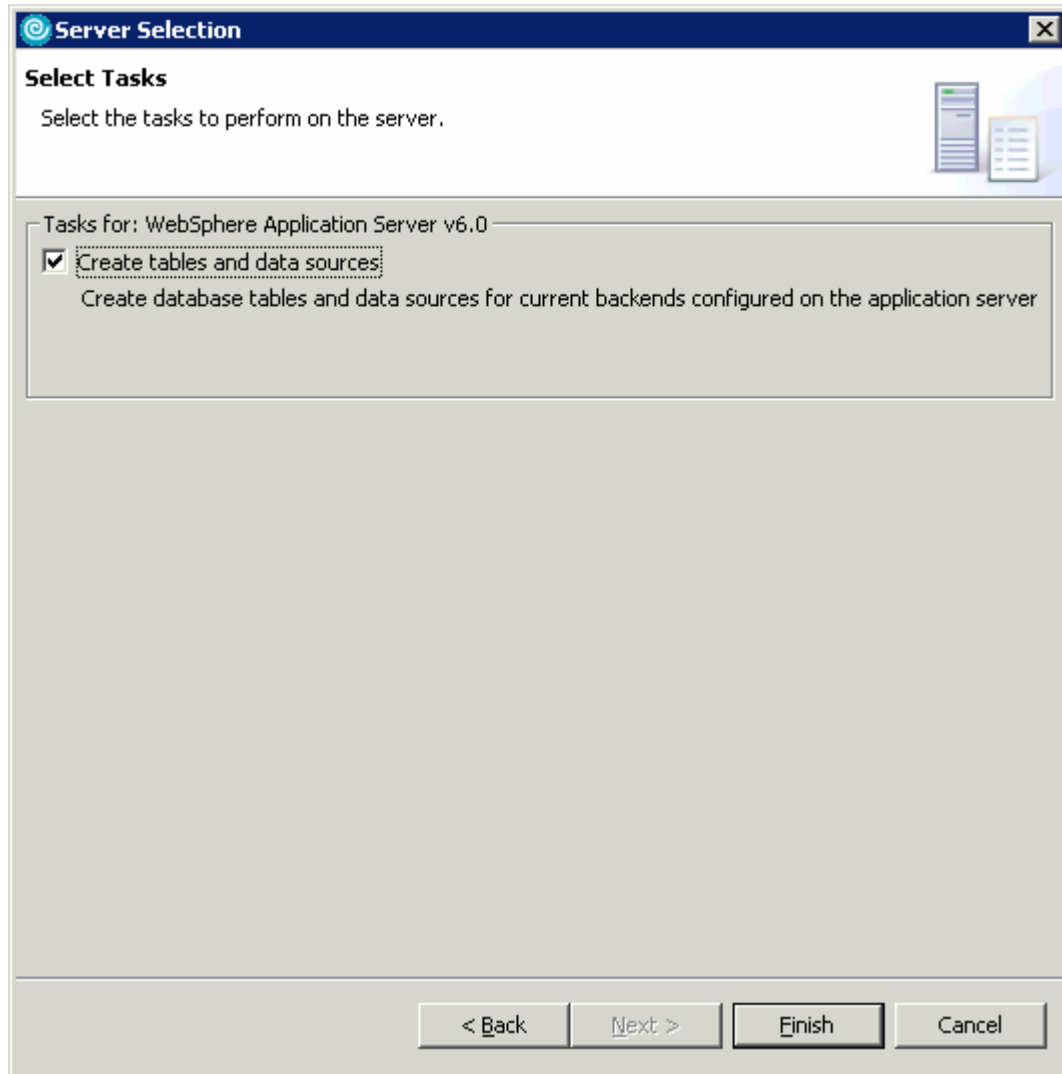 Server Selection
Select Tasks
Select the tasks to perform on the server.
Tasks for: WebSphere Application Server v6.0
Create tables and data sources
Create database tables and data sources for current backends configured on the application server
< Back
Next >
Finish
Cancel